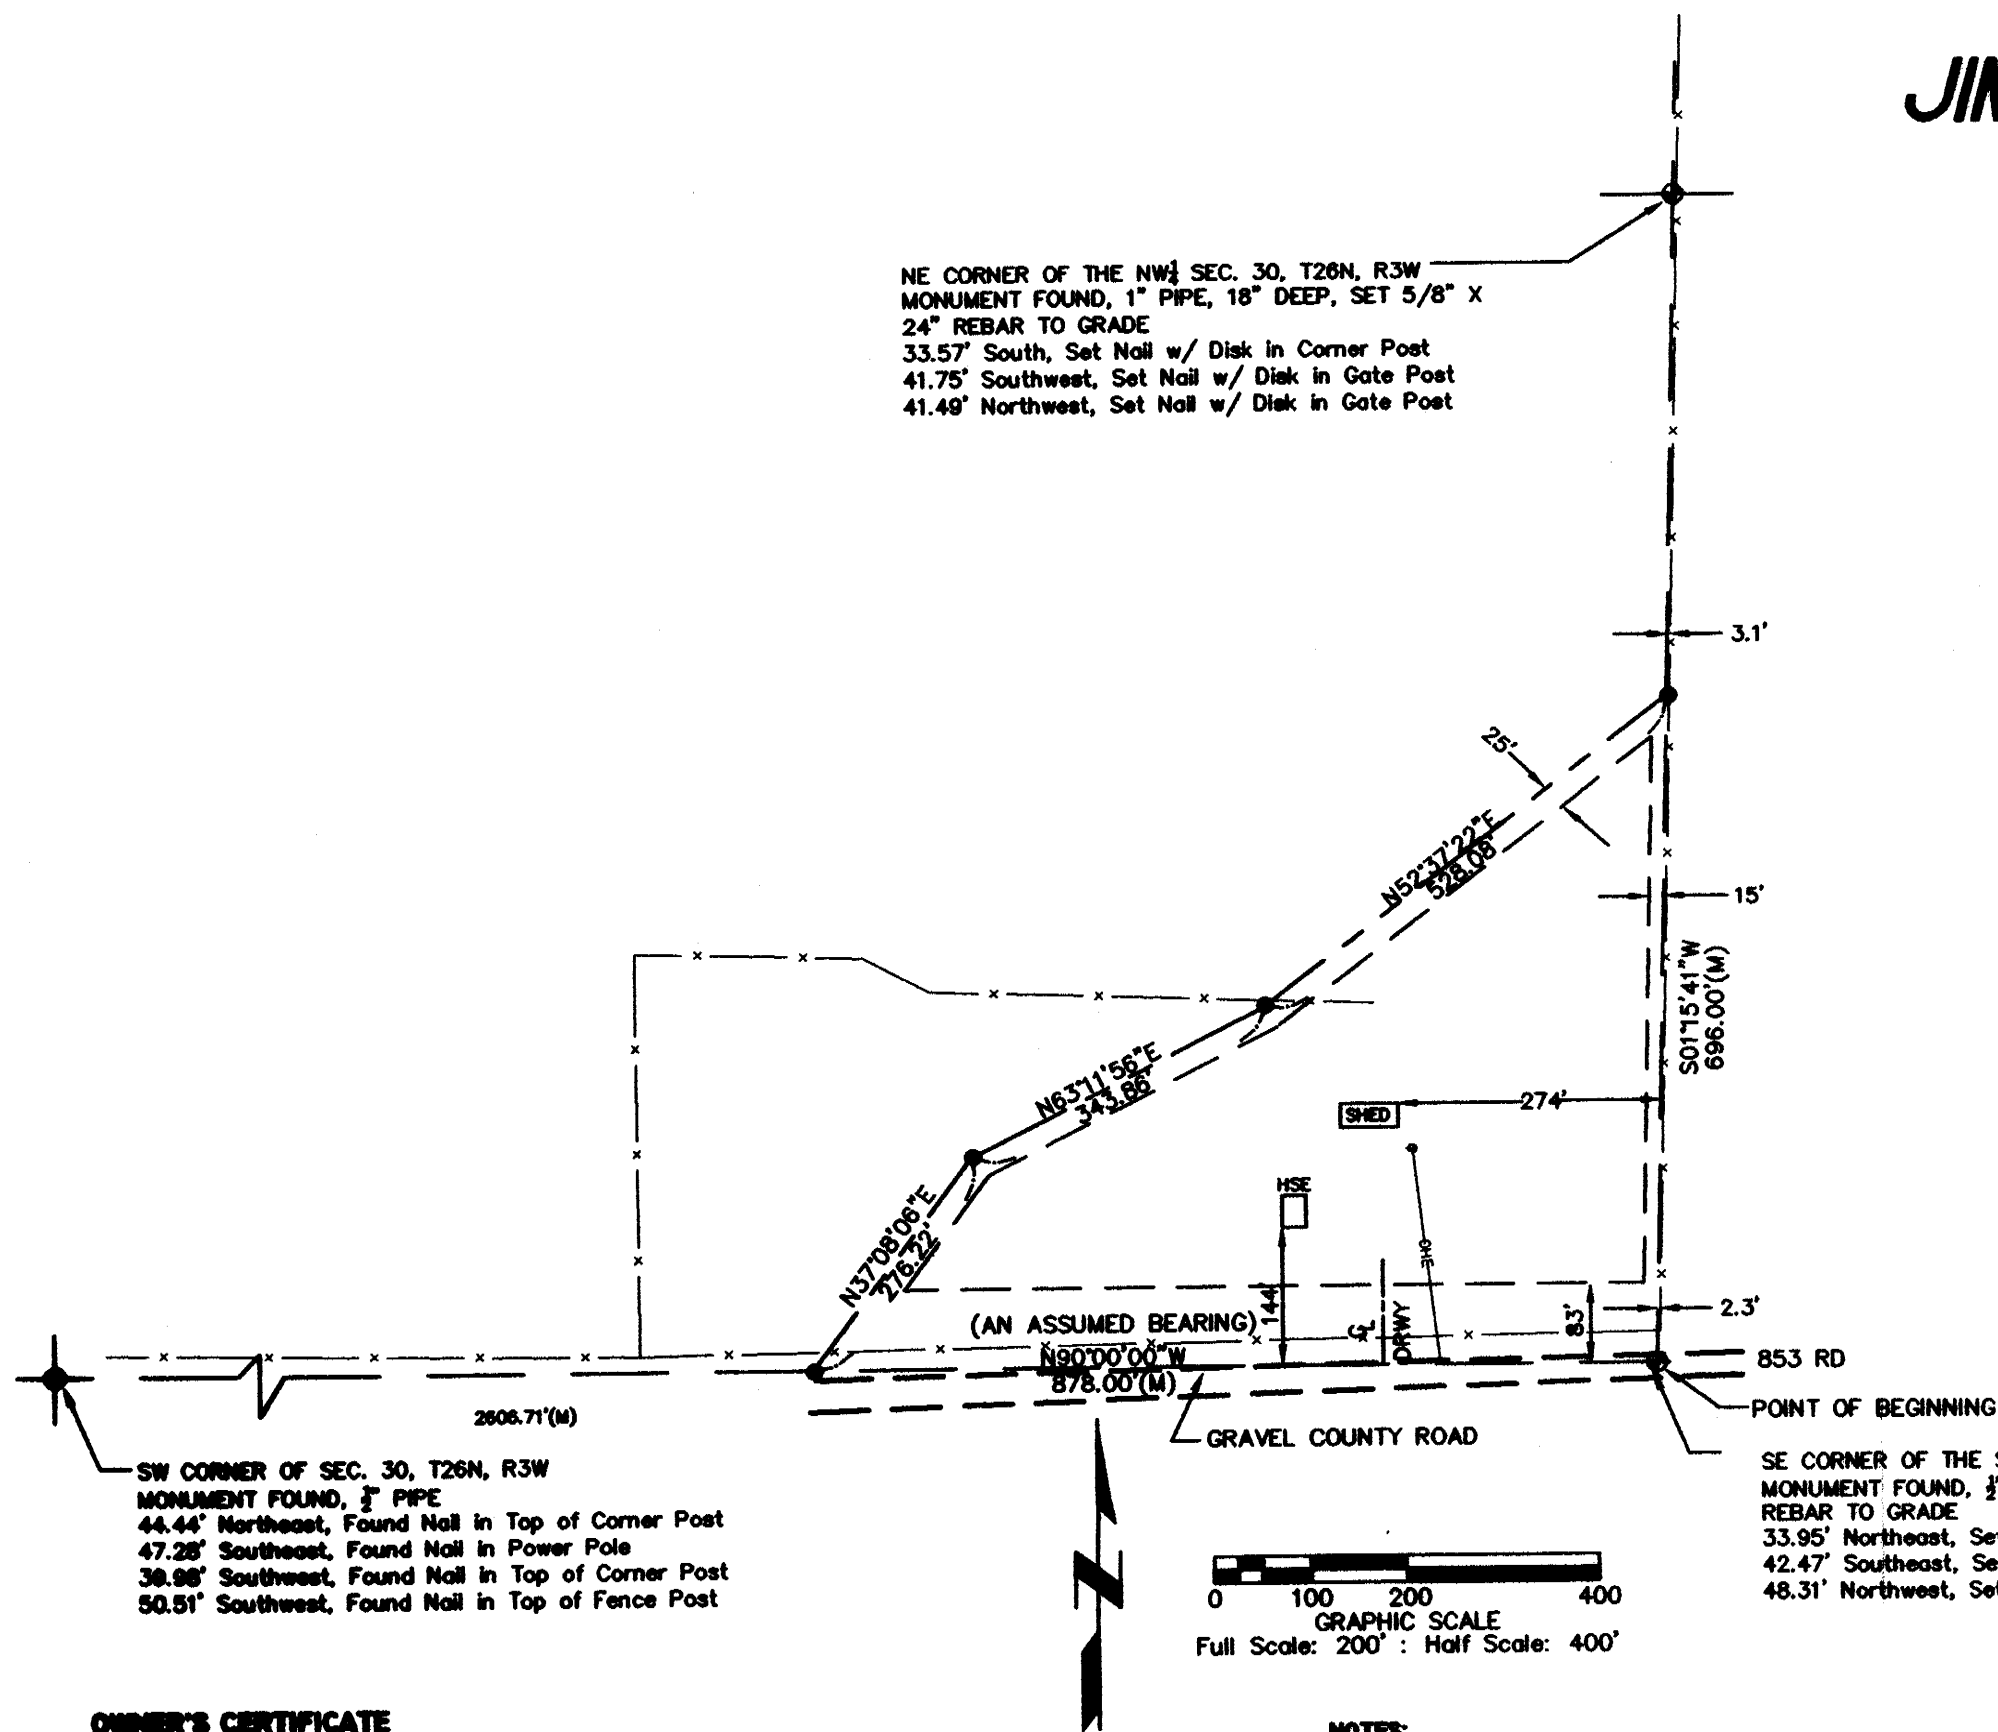 NE CORNER OF THE NW¼ SEC. 30, T26N, R3W
MONUMENT FOUND, 1" PIPE, 18" DEEP, SET 5/8" X
24" REBAR TO GRADE
33.57' South, Set Nail w/ Disk in Corner Post
41.75' Southwest, Set Nail w/ Disk in Gate Post
41.49' Northwest, Set Nail w/ Disk in Gate Post
3.1'
25'
N52°37'22"E
528.08'
15'
S01°15'41"W
696.00'(M)
N63°11'56"E
343.86'
274'
SHED
HSE
N37°08'06"E
276.22'
OHE
144'
(AN ASSUMED BEARING)
N90°00'00"W
878.00'(M)
CL
DRWY
83'
2.3'
853 RD
POINT OF BEGINNING
2606.71'(M)
GRAVEL COUNTY ROAD
SW CORNER OF SEC. 30, T26N, R3W
MONUMENT FOUND, ½" PIPE
44.44' Northeast, Found Nail in Top of Corner Post
47.28' Southeast, Found Nail in Power Pole
39.98' Southwest, Found Nail in Top of Corner Post
50.51' Southwest, Found Nail in Top of Fence Post
SE CORNER OF THE
MONUMENT FOUND, ½"
REBAR TO GRADE
33.95' Northeast, Se
42.47' Southeast, Se
48.31' Northwest, Se
N
0 100 200 400
GRAPHIC SCALE
Full Scale: 200' : Half Scale: 400'
OWNER'S CERTIFICATE
NOTES: